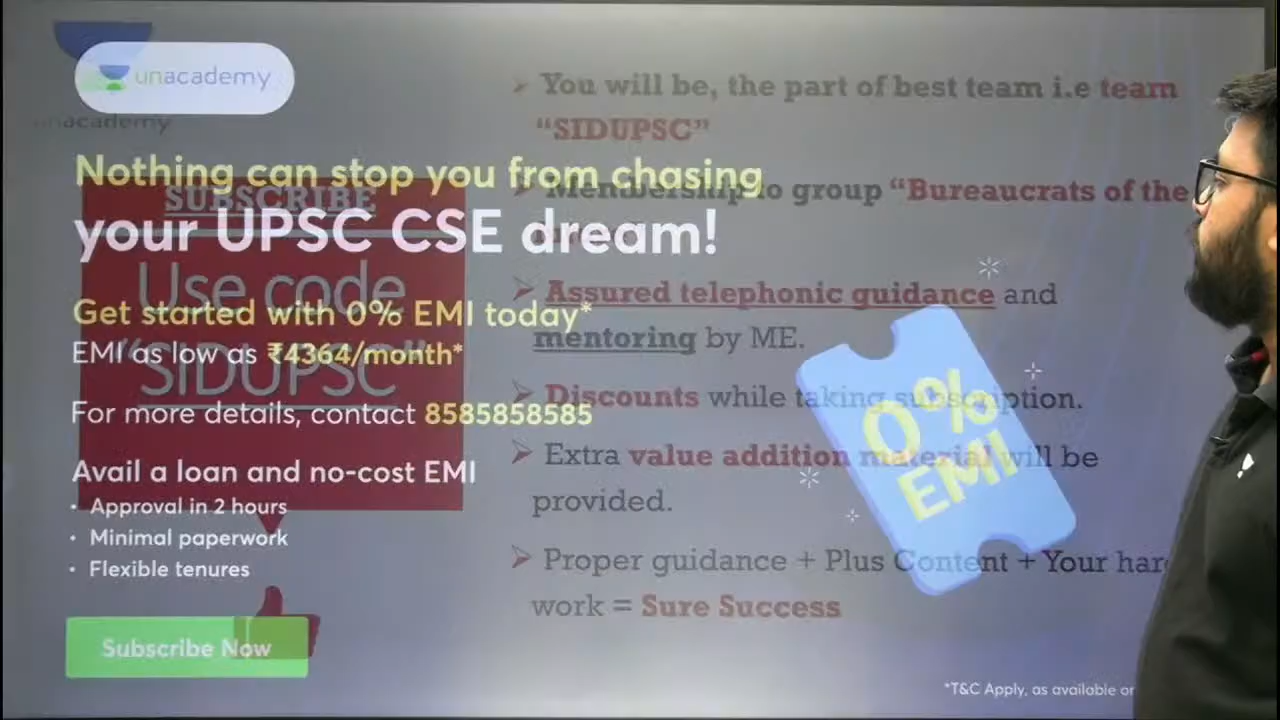 unacademy
unacademy
Nothing can stop you from chasing
your UPSC CSE dream!
Get started with 0% EMI today*
EMI as low as ₹4364/month*
For more details, contact 8585858585
Avail a loan and no-cost EMI
• Approval in 2 hours
• Minimal paperwork
• Flexible tenures
Subscribe Now
SUBSCRIBE
Use code
“SIDUPSC”
➢ You will be, the part of best team i.e team
“SIDUPSC”
➢ Membership to group “Bureaucrats of the
➢ Assured telephonic guidance and
mentoring by ME.
➢ Discounts while taking subscription.
➢ Extra value addition material will be
provided.
➢ Proper guidance + Plus Content + Your har
work = Sure Success
0%
EMI
*T&C Apply, as available or